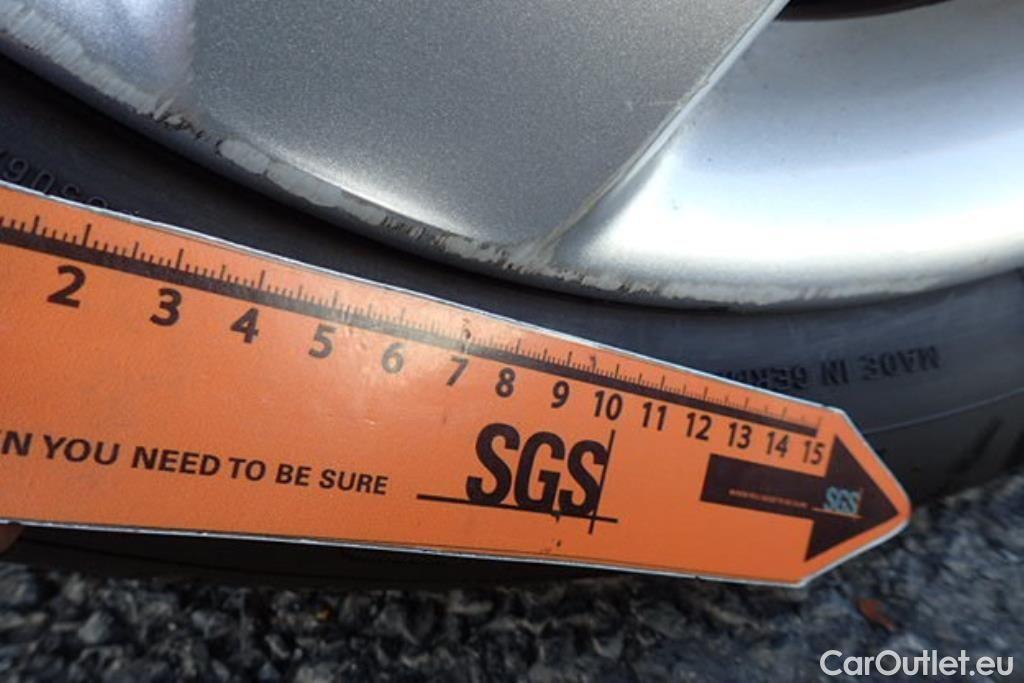 2 3 4 5 6 7 8 9 10 11 12 13 14 15
N YOU NEED TO BE SURE
SGS
SGS
MADE IN GERM
CarOutlet.eu